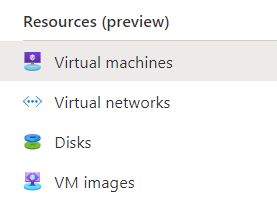 Resources (preview)
Virtual machines
Virtual networks
Disks
VM images